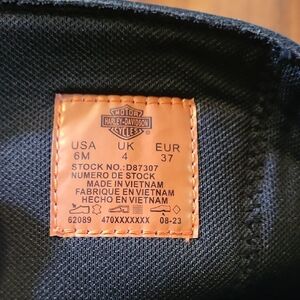 MOTOR
HARLEY-DAVIDSON
CYCLES
USA UK EUR
6M 4 37
STOCK NO.:D87307
NUMERO DE STOCK
MADE IN VIETNAM
FABRIQUE EN VIETNAM
HECHO EN VIETNAM
62089 470XXXXXXX 08-23